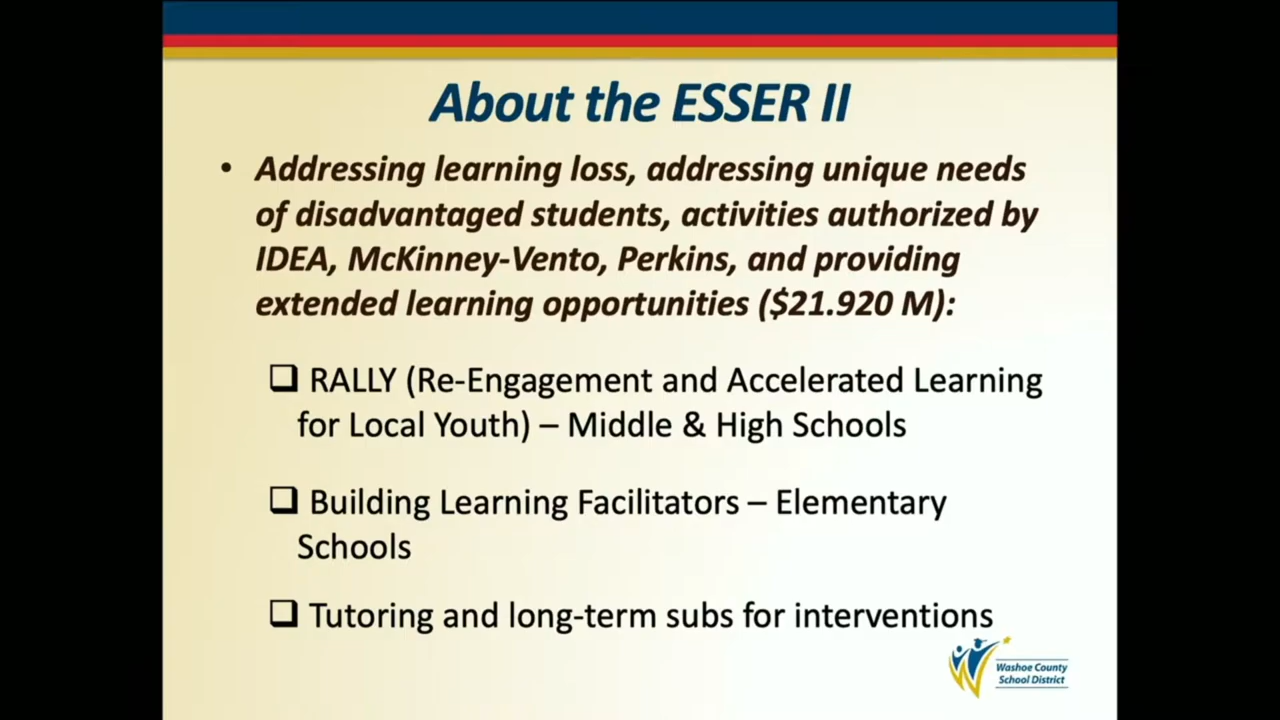 About the ESSER II
• Addressing learning loss, addressing unique needs
of disadvantaged students, activities authorized by
IDEA, McKinney-Vento, Perkins, and providing
extended learning opportunities ($21.920 M):
❑ RALLY (Re-Engagement and Accelerated Learning
for Local Youth) – Middle & High Schools
❑ Building Learning Facilitators – Elementary
Schools
❑ Tutoring and long-term subs for interventions
Washoe County
School District